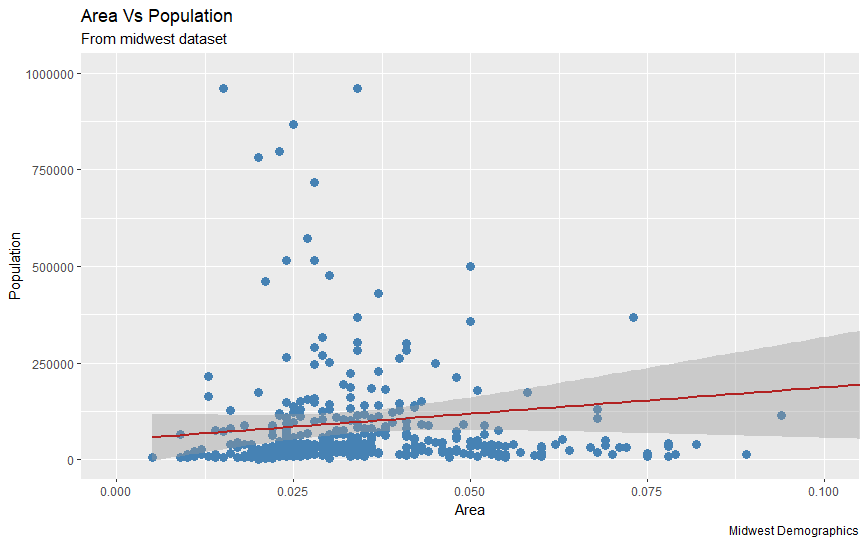 Area Vs Population
From midwest dataset
1000000
750000
500000
250000
0
Population
0.000 0.025 0.050 0.075 0.100
Area
Midwest Demographics